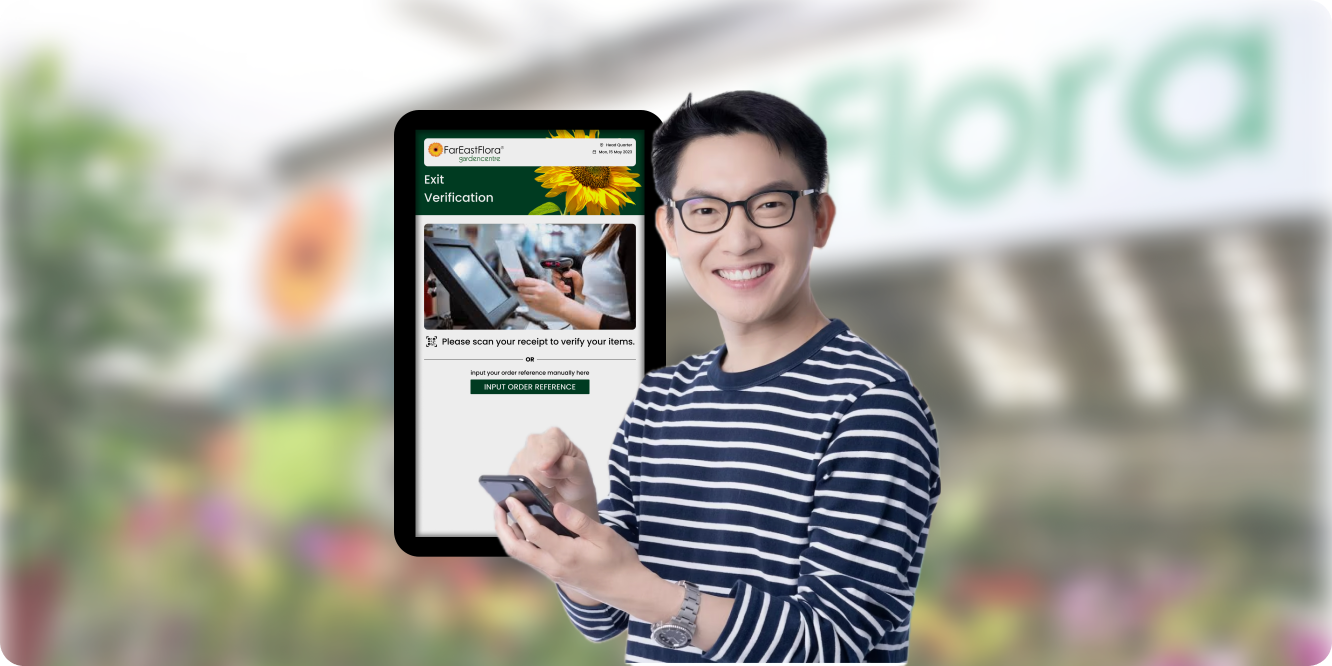 FarEastFlora®
gardencentre
Head Quarter
Mon, 15 May 2023
Exit
Verification
Please scan your receipt to verify your items.
OR
input your order reference manually here
INPUT ORDER REFERENCE
Flora